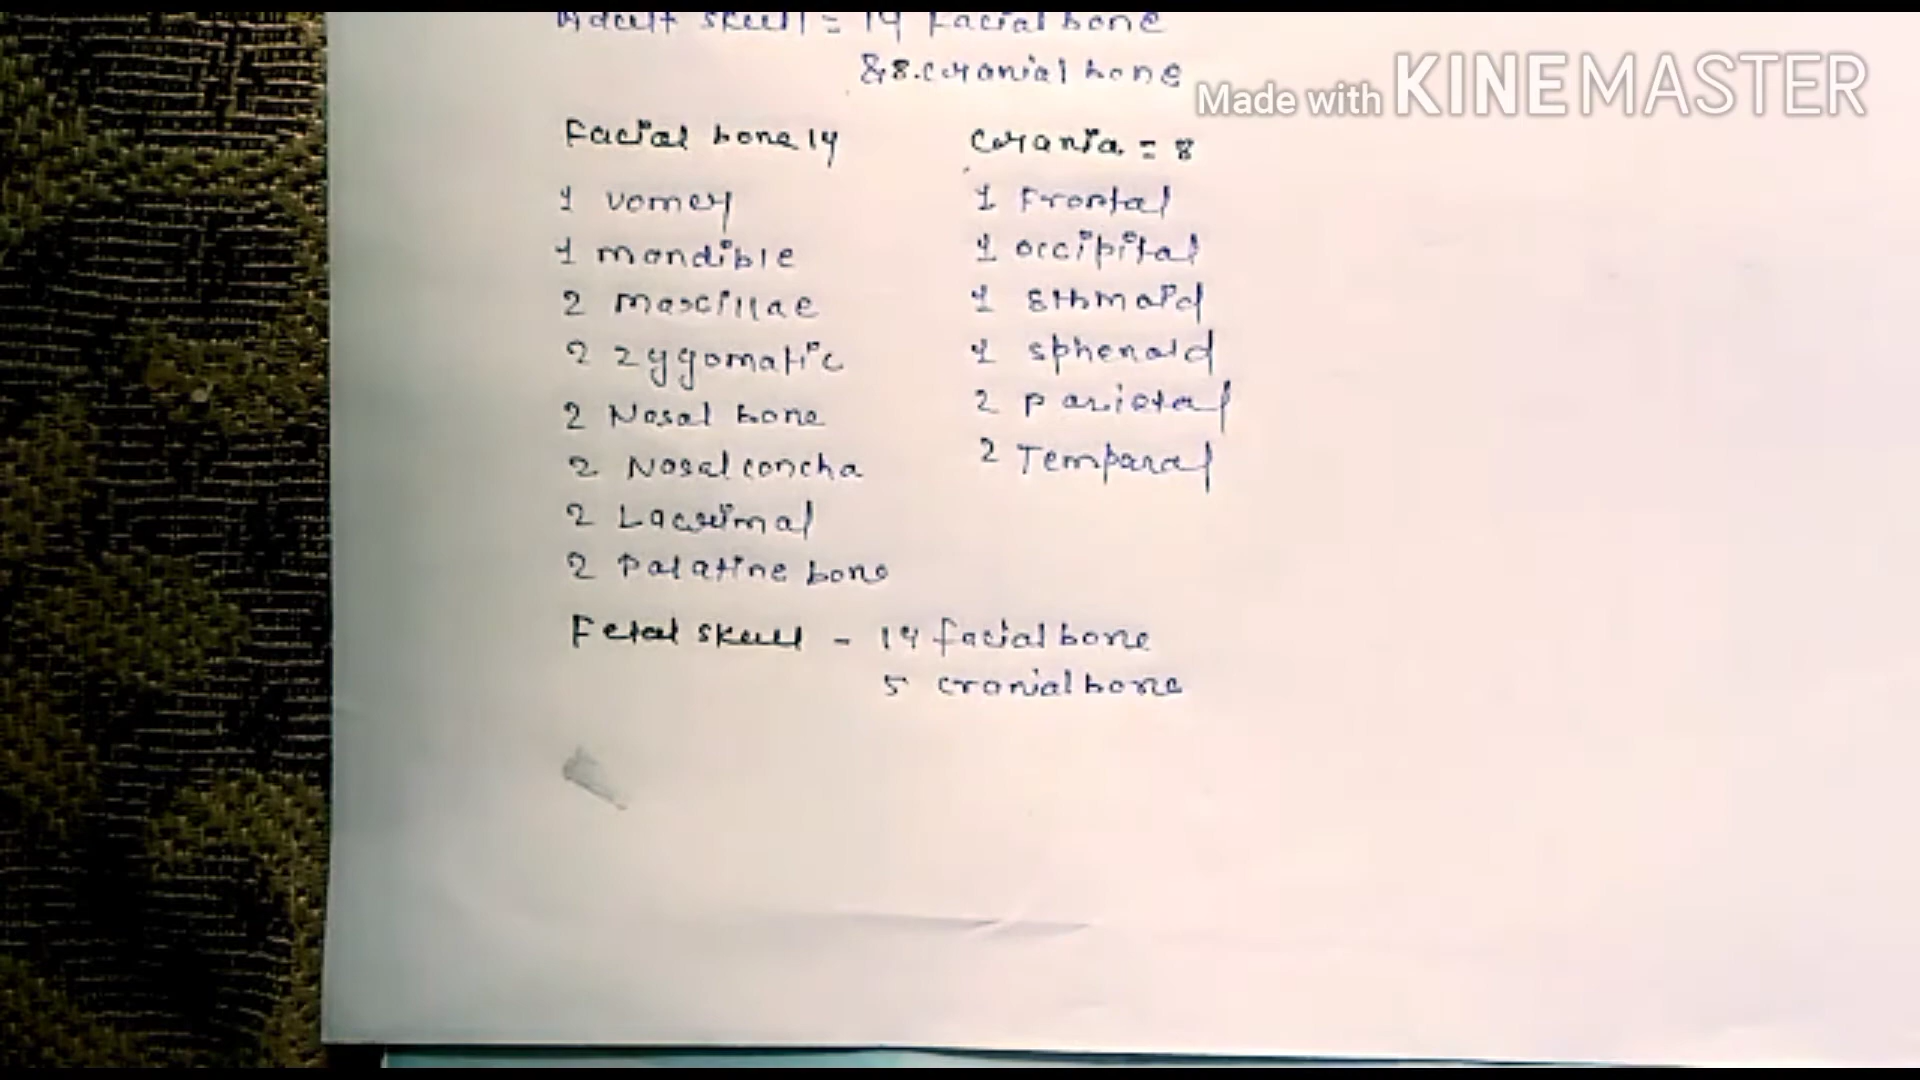 Adult skull = 14 Facial bone
& 8. cranial bone
Made with KINEMASTER
Facial bone 14
Crania = 8
1 vomer
1 mandible
2 mascillae
2 zygomatic
2 Nasal bone
2 Nasal concha
2 Lacrimal
2 Palatine bone
1 Frontal
1 occipital
1 Ethmoid
1 sphenoid
2 parietal
2 Temparal
Fetal skull - 14 facial bone
5 cranial bone